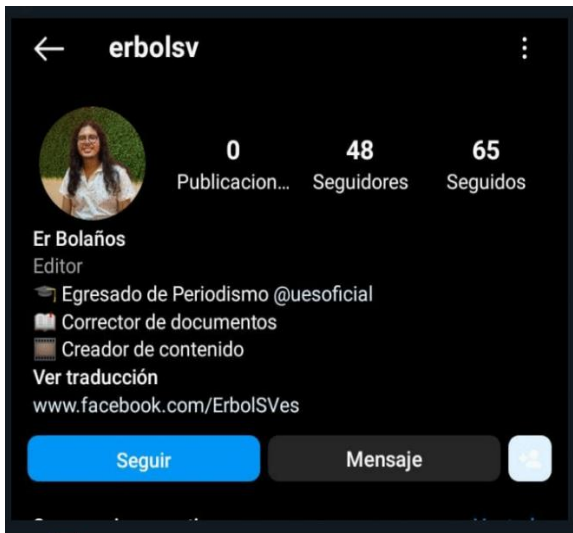 erbolsv
0 48 65
Publicacion... Seguidores Seguidos
Er Bolaños
Editor
Egresado de Periodismo @uesoficial
Corrector de documentos
Creador de contenido
Ver traducción
www.facebook.com/ErbolSVes
Seguir Mensaje